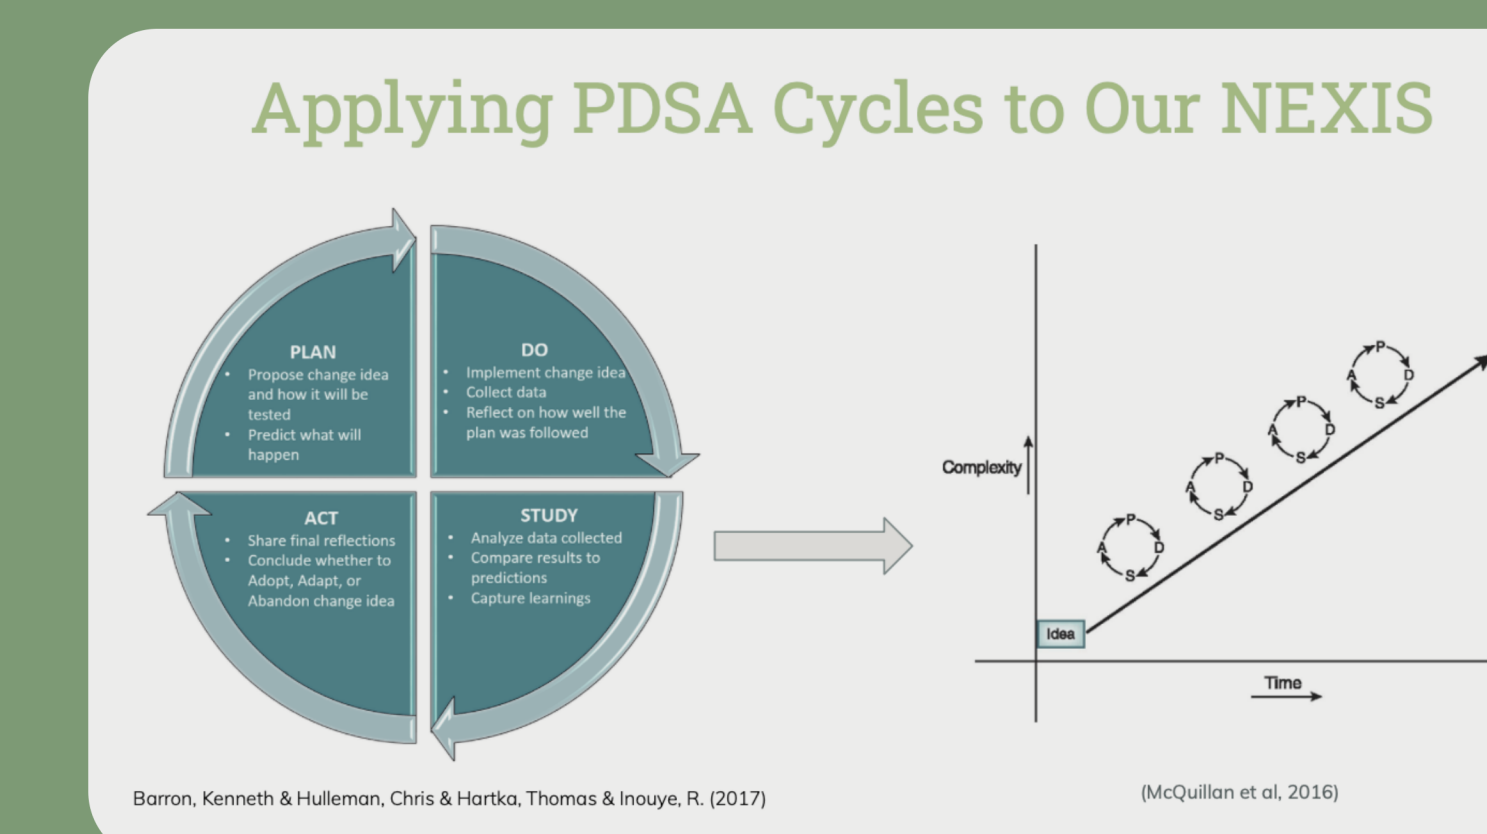 Applying PDSA Cycles to Our NEXIS
PLAN
• Propose change idea
and how it will be
tested
• Predict what will
happen
DO
• Implement change idea
• Collect data
• Reflect on how well the
plan was followed
ACT
• Share final reflections
• Conclude whether to
Adopt, Adapt, or
Abandon change idea
STUDY
• Analyze data collected
• Compare results to
predictions
• Capture learnings
Complexity
P
A
D
S
P
A
D
S
P
A
D
S
P
A
D
S
Idea
Time
Barron, Kenneth & Hulleman, Chris & Hartka, Thomas & Inouye, R. (2017)
(McQuillan et al, 2016)